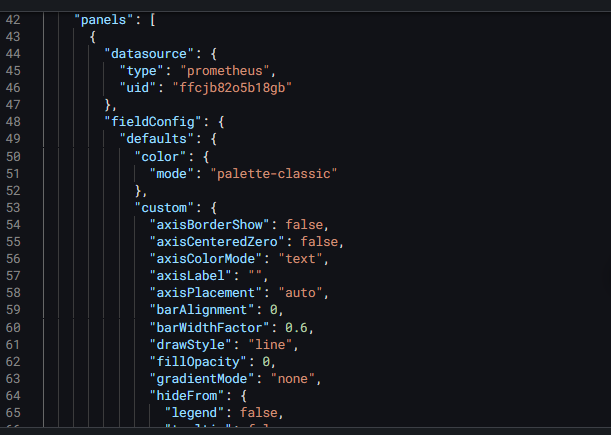 42 "panels": [
43 {
44 "datasource": {
45 "type": "prometheus",
46 "uid": "ffcjb82o5b18gb"
47 },
48 "fieldConfig": {
49 "defaults": {
50 "color": {
51 "mode": "palette-classic"
52 },
53 "custom": {
54 "axisBorderShow": false,
55 "axisCenteredZero": false,
56 "axisColorMode": "text",
57 "axisLabel": "",
58 "axisPlacement": "auto",
59 "barAlignment": 0,
60 "barWidthFactor": 0.6,
61 "drawStyle": "line",
62 "fillOpacity": 0,
63 "gradientMode": "none",
64 "hideFrom": {
65 "legend": false,